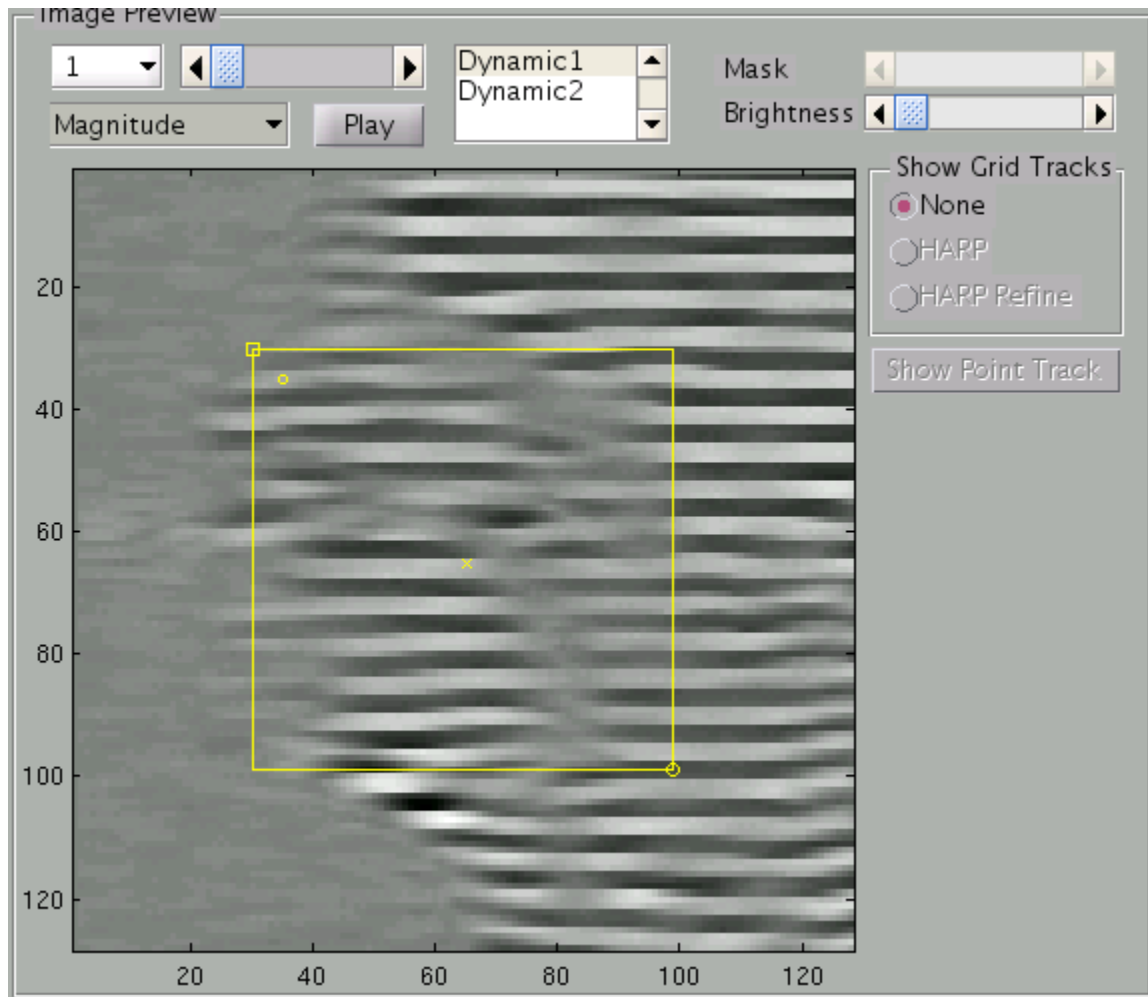 Image Preview
1
Dynamic1
Dynamic2
Mask
Brightness
Magnitude
Play
Show Grid Tracks
None
HARP
HARP Refine
Show Point Track
20
40
60
80
100
120
20
40
60
80
100
120